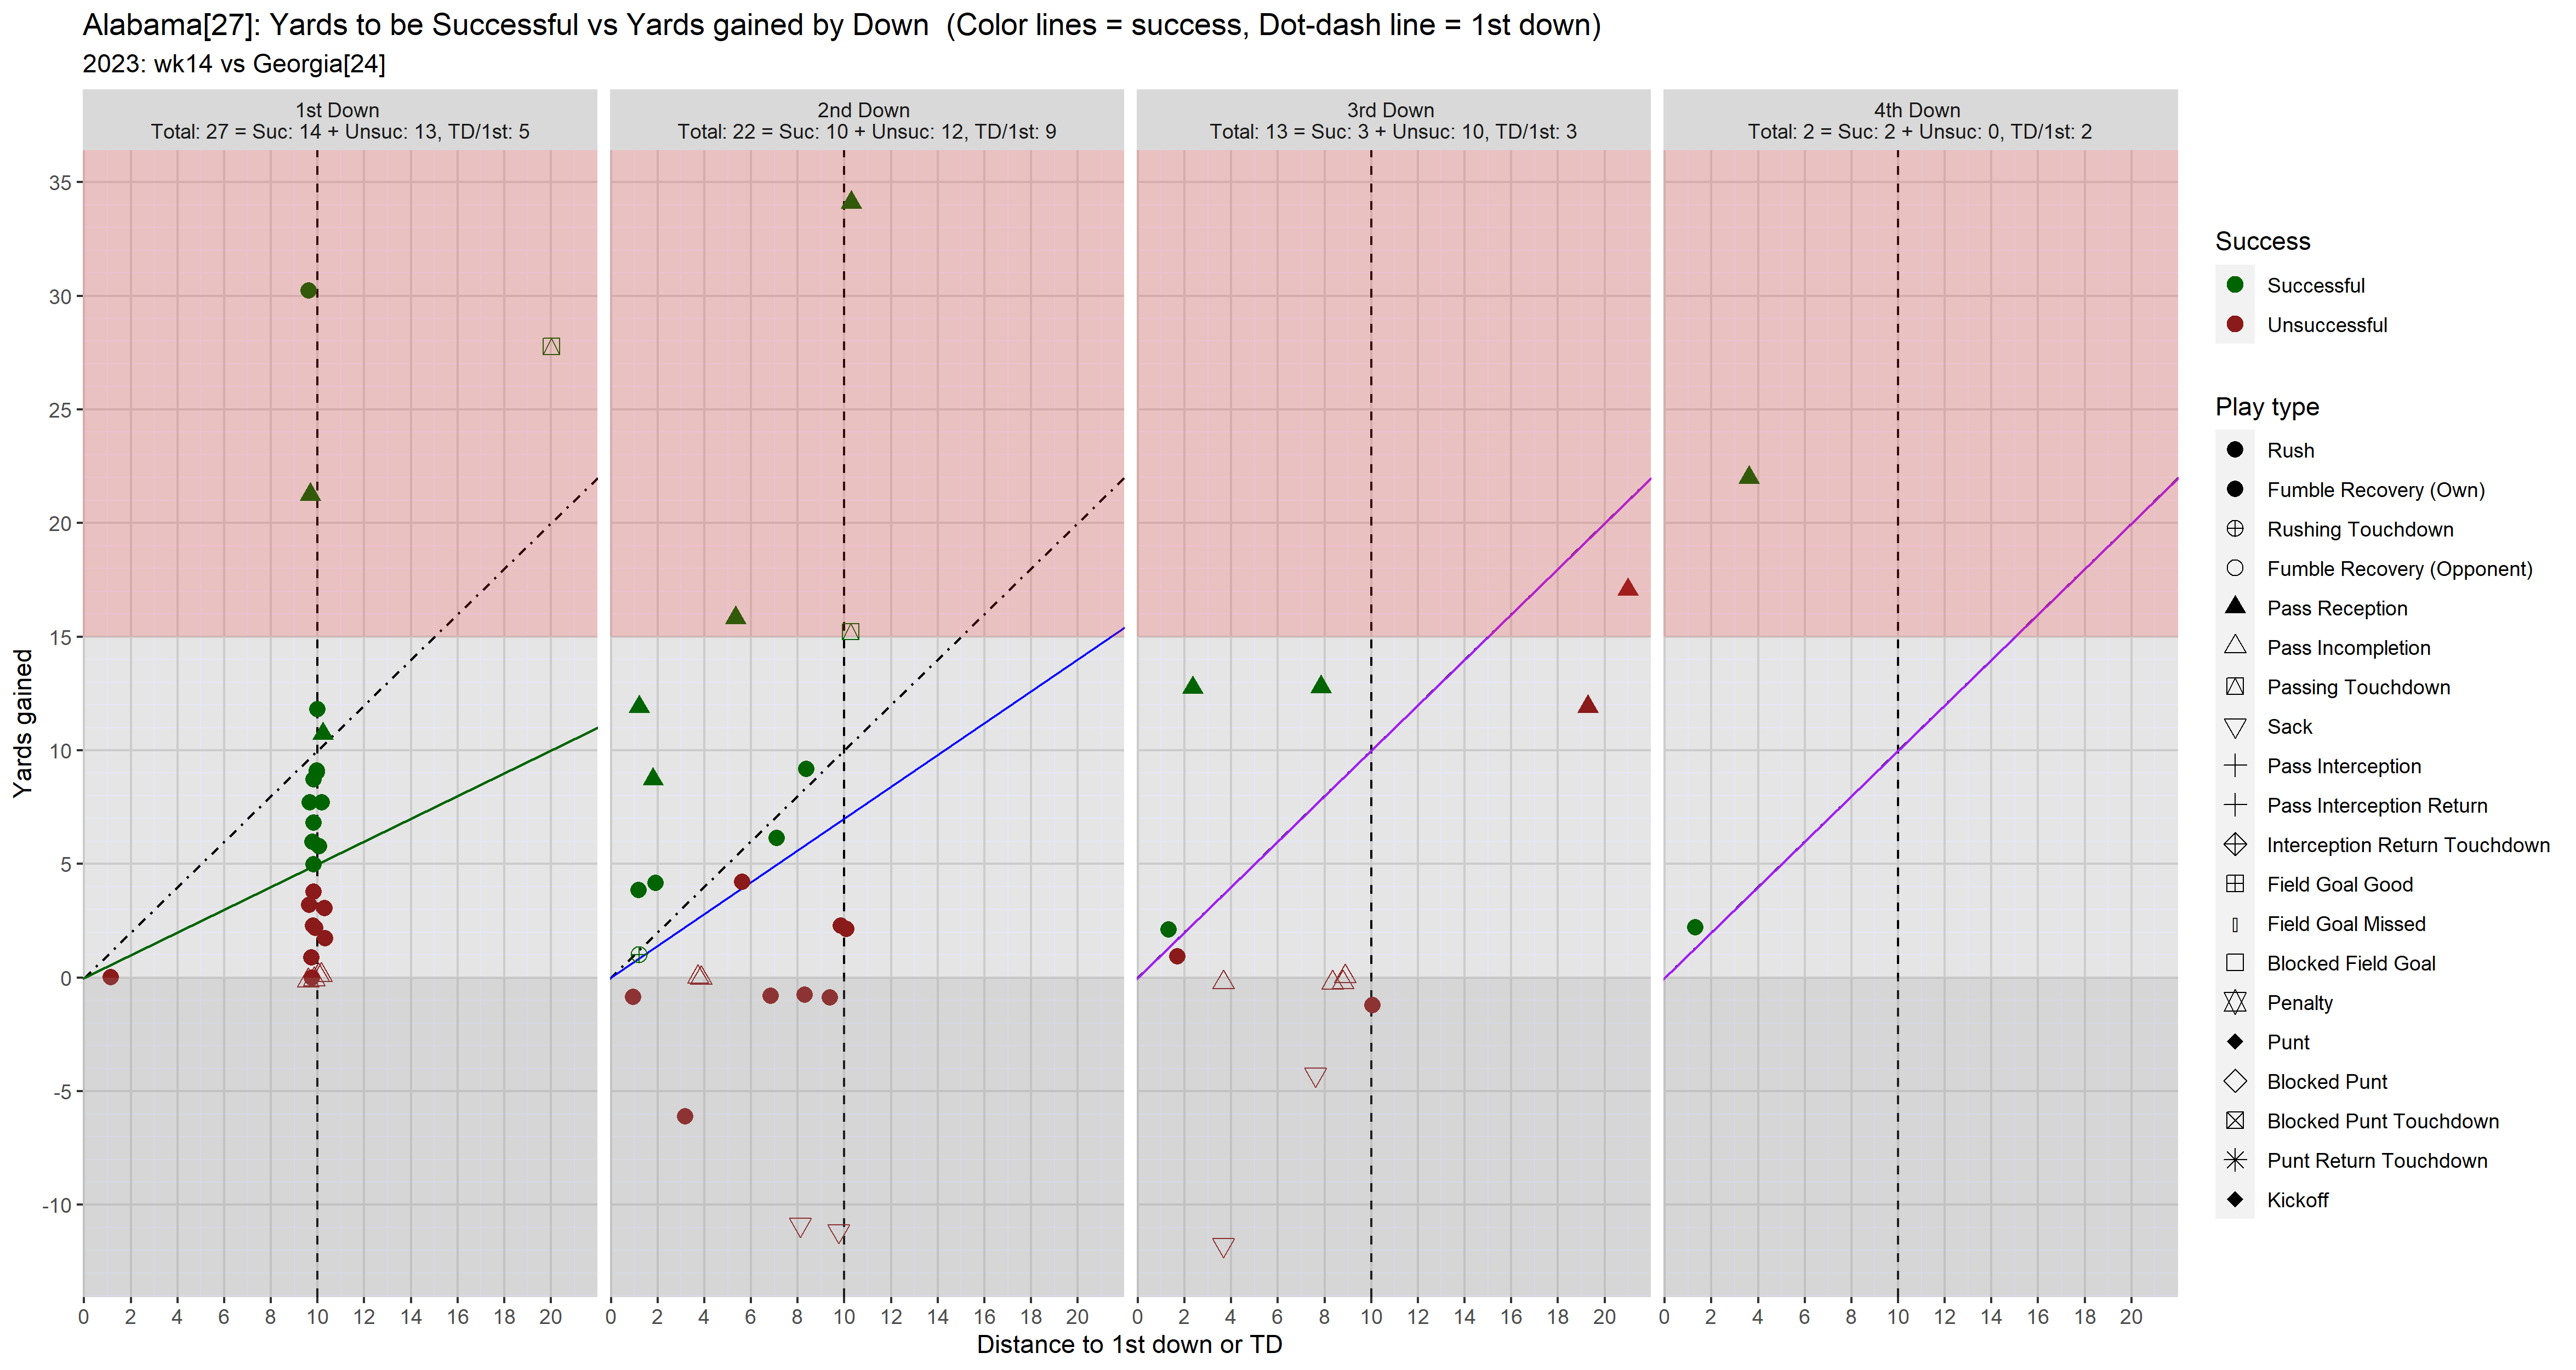 Alabama[27]: Yards to be Successful vs Yards gained by Down  (Color lines = success, Dot-dash line = 1st down)
2023: wk14 vs Georgia[24]
1st Down
Total: 27 = Suc: 14 + Unsuc: 13, TD/1st: 5
2nd Down
Total: 22 = Suc: 10 + Unsuc: 12, TD/1st: 9
3rd Down
Total: 13 = Suc: 3 + Unsuc: 10, TD/1st: 3
4th Down
Total: 2 = Suc: 2 + Unsuc: 0, TD/1st: 2
Yards gained
35
30
25
20
15
10
5
0
-5
-10
0 2 4 6 8 10 12 14 16 18 20
0 2 4 6 8 10 12 14 16 18 20
0 2 4 6 8 10 12 14 16 18 20
0 2 4 6 8 10 12 14 16 18 20
Distance to 1st down or TD
Success
Successful
Unsuccessful
Play type
Rush
Fumble Recovery (Own)
Rushing Touchdown
Fumble Recovery (Opponent)
Pass Reception
Pass Incompletion
Passing Touchdown
Sack
Pass Interception
Pass Interception Return
Interception Return Touchdown
Field Goal Good
Field Goal Missed
Blocked Field Goal
Penalty
Punt
Blocked Punt
Blocked Punt Touchdown
Punt Return Touchdown
Kickoff